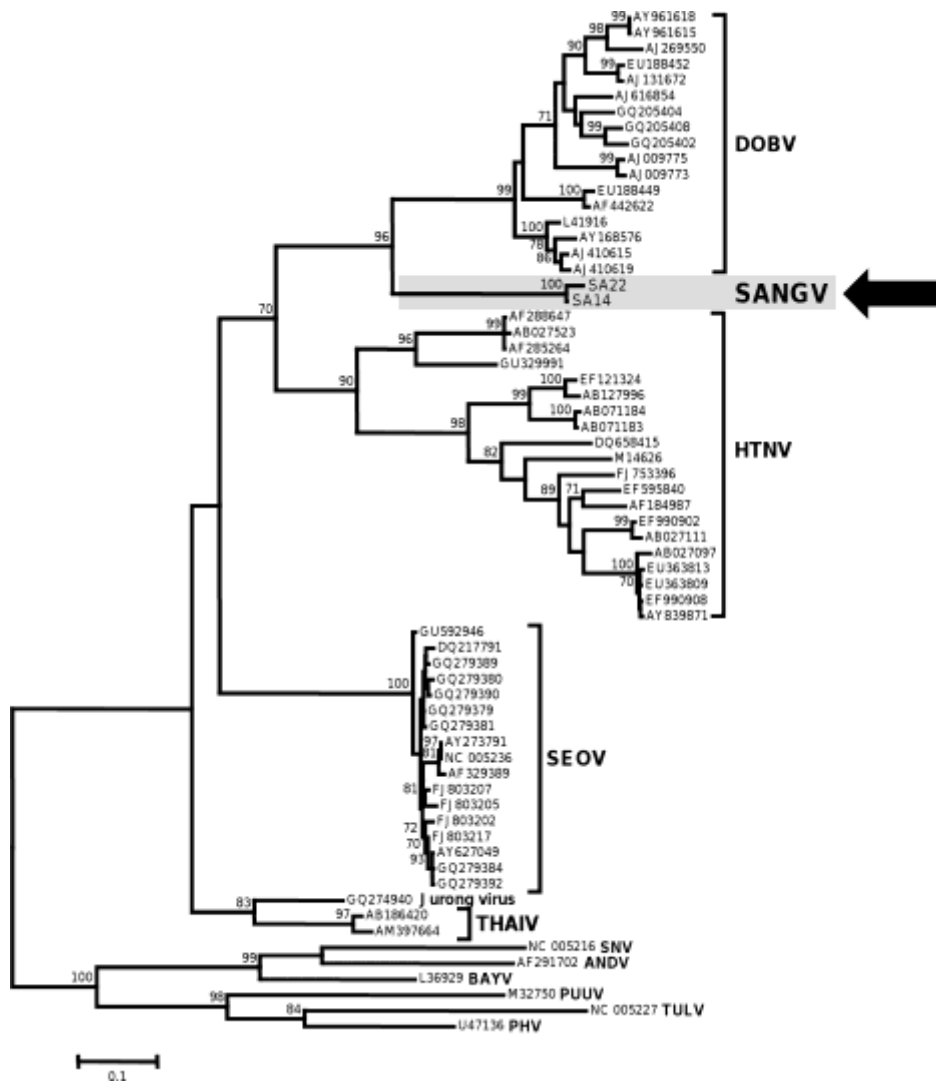 99 AY961618
98 AY961615
90 AJ269550
99 EU188452
AJ131672
AJ616854
GQ205404
71 99 GQ205408
GQ205402
DOBV
99 AJ009775
AJ009773
99 100 EU188449
AF442622
100 L41916
96 78 AY168576
86 AJ410615
AJ410619
100 SA22
SANGV
SA14
70 99 AF288647
96 AB027523
AF285264
GU329991
90 100 EF121324
99 AB127996
98 100 AB071184
AB071183
82 DQ658415
HTNV
M14626
FJ753396
89 71 EF595840
AF184987
99 EF990902
AB027111
AB027097
100 EU363813
70 EU363809
EF990908
AY839871
GU592946
DQ217791
GQ279389
100 GQ279380
GQ279390
GQ279379
GQ279381
97 AY273791
81 NC 005236
SEOV
AF329389
81 FJ803207
FJ803205
72 FJ803202
70 FJ803217
93 AY627049
GQ279384
GQ279392
83 GQ274940 Jurong virus
97 AB186420
THAIV
AM397664
99 NC 005216 SNV
AF291702 ANDV
100 L36929 BAYV
98 M32750 PUUV
84 NC 005227 TULV
U47136 PHV
0.1